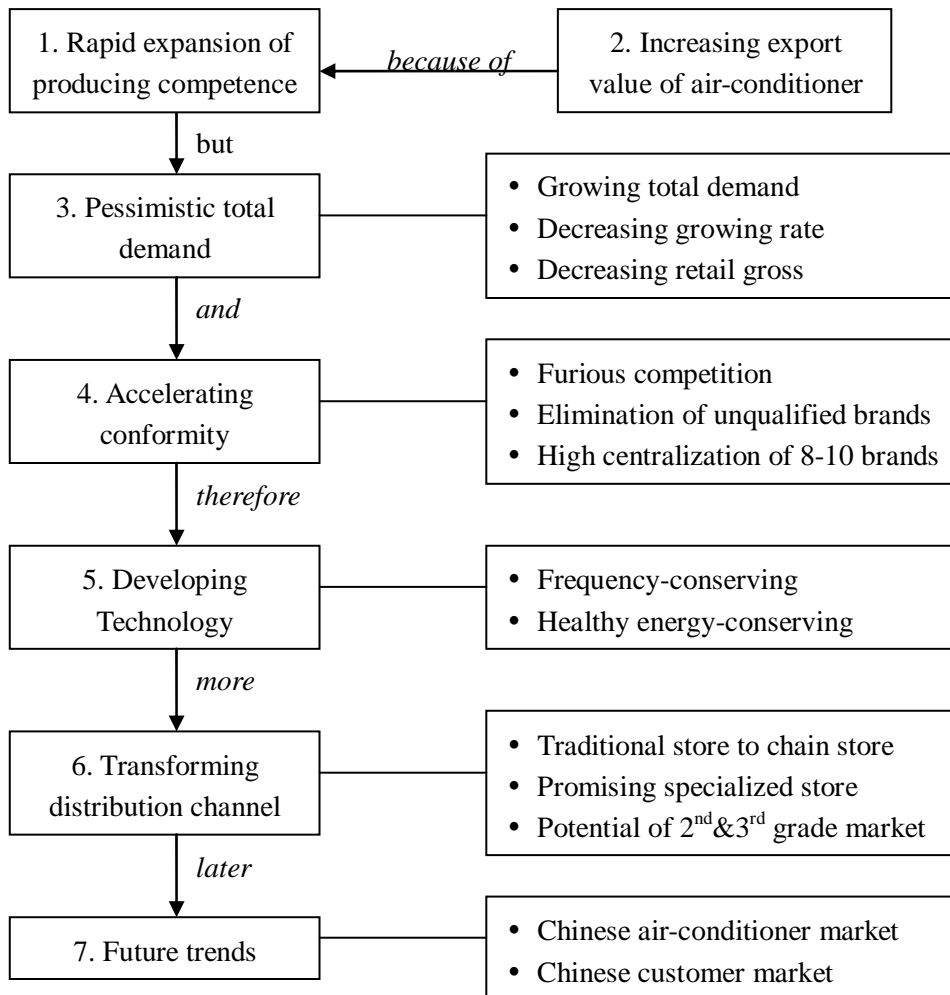 1. Rapid expansion of
producing competence
because of
2. Increasing export
value of air-conditioner
but
3. Pessimistic total
demand
• Growing total demand
• Decreasing growing rate
• Decreasing retail gross
and
4. Accelerating
conformity
• Furious competition
• Elimination of unqualified brands
• High centralization of 8-10 brands
therefore
5. Developing
Technology
• Frequency-conserving
• Healthy energy-conserving
more
6. Transforming
distribution channel
• Traditional store to chain store
• Promising specialized store
• Potential of 2nd&3rd grade market
later
7. Future trends
• Chinese air-conditioner market
• Chinese customer market